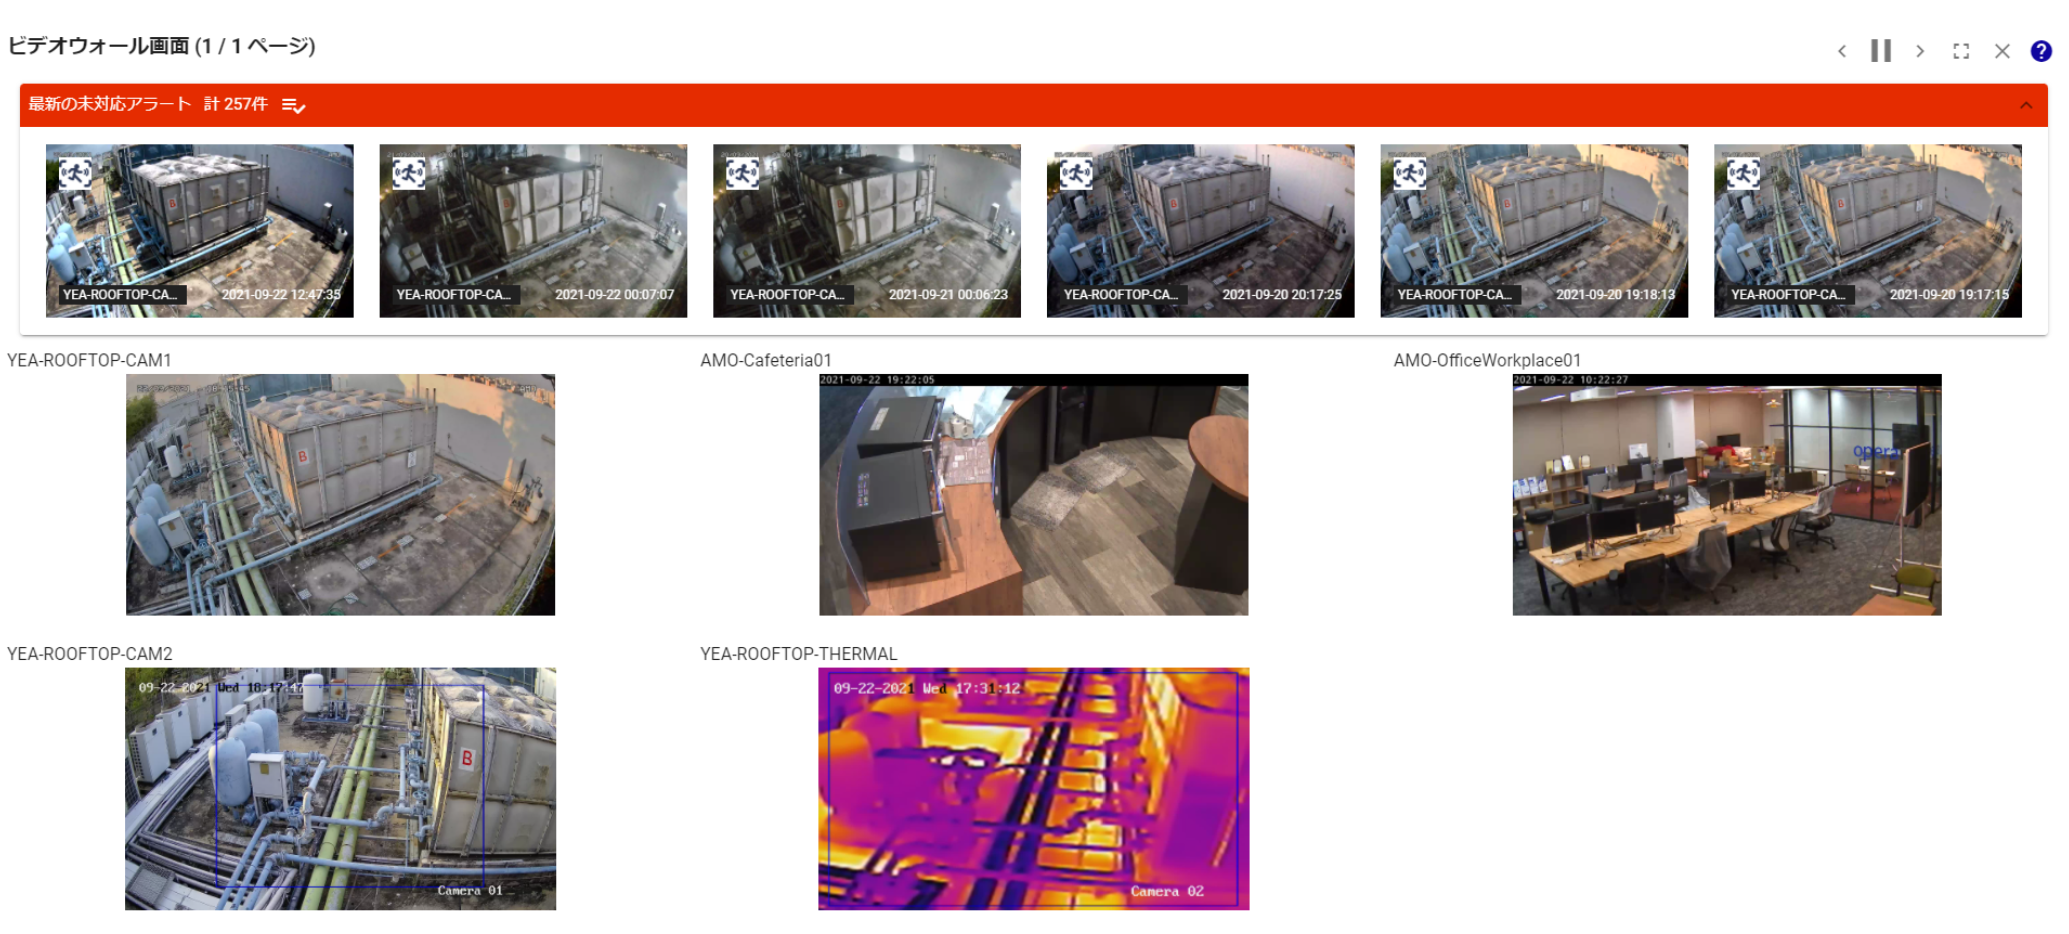 ビデオウォール画面 (1 / 1 ページ)
最新の未対応アラート 計 257件
B
YEA-ROOFTOP-CA...
2021-09-22 12:47:35
B
YEA-ROOFTOP-CA...
2021-09-22 00:07:07
B
YEA-ROOFTOP-CA...
2021-09-21 00:06:23
B
YEA-ROOFTOP-CA...
2021-09-20 20:17:25
B
YEA-ROOFTOP-CA...
2021-09-20 19:18:13
B
YEA-ROOFTOP-CA...
2021-09-20 19:17:15
YEA-ROOFTOP-CAM1
B
AMO-Cafeteria01
2021-09-22 19:22:05
AMO-OfficeWorkplace01
2021-09-22 10:22:27
opera
YEA-ROOFTOP-CAM2
09-22-2021 Wed 18:17:47
B
Camera 01
YEA-ROOFTOP-THERMAL
09-22-2021 Wed 17:31:12
Camera 02